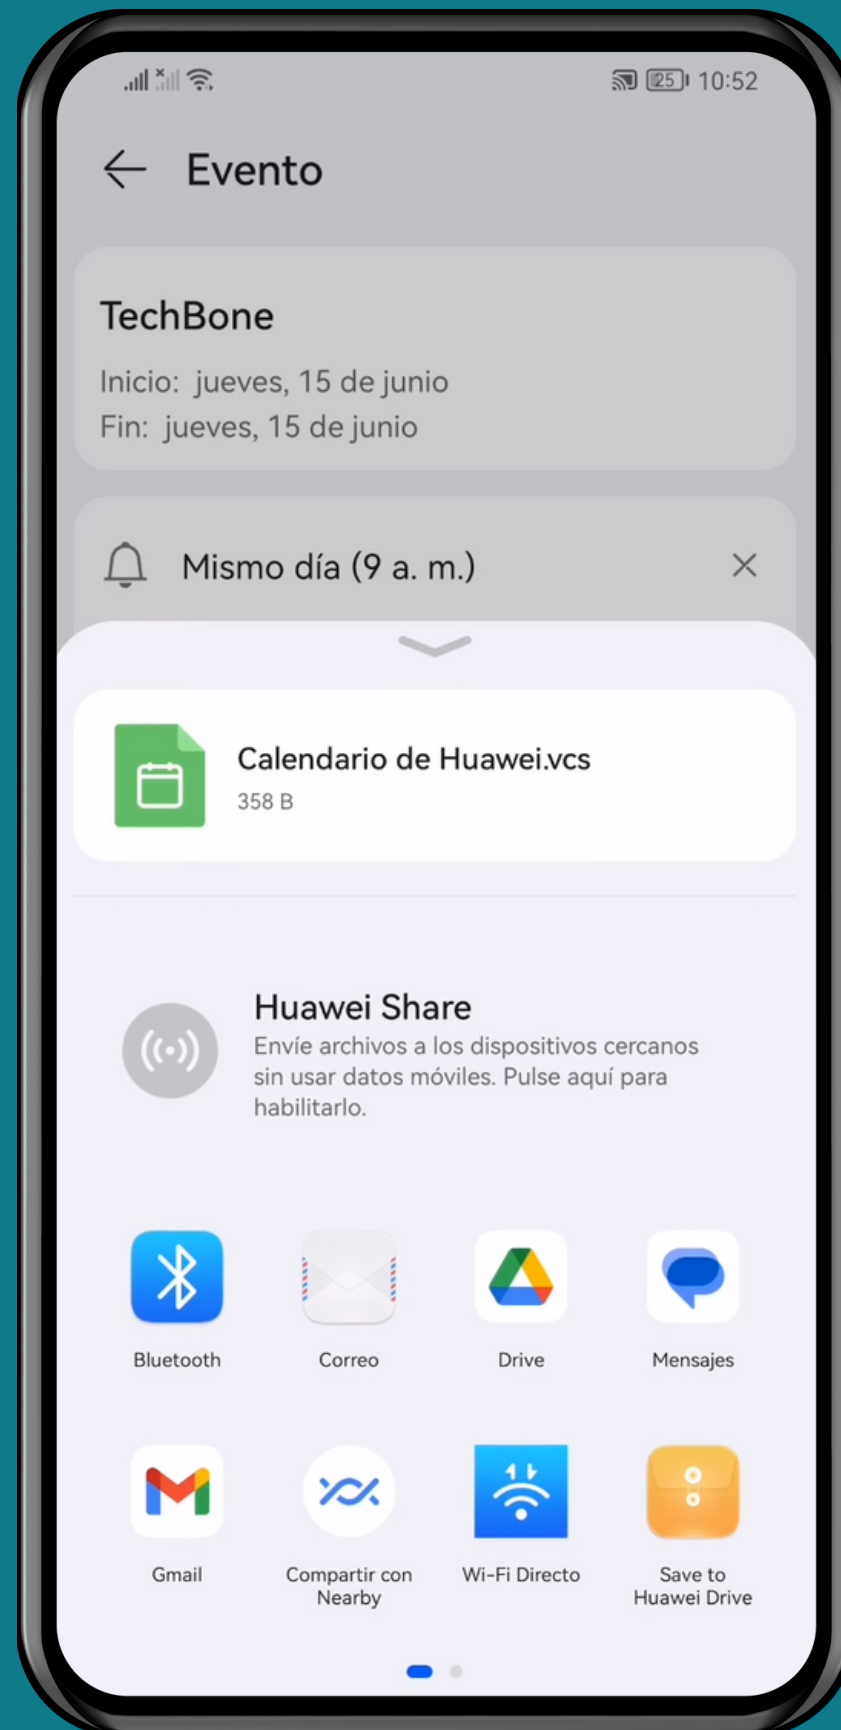 25 10:52
Evento
TechBone
Inicio: jueves, 15 de junio
Fin: jueves, 15 de junio
Mismo día (9 a. m.)
Calendario de Huawei.vcs
358 B
Huawei Share
Envíe archivos a los dispositivos cercanos
sin usar datos móviles. Pulse aquí para
habilitarlo.
Bluetooth Correo Drive Mensajes
Gmail Compartir con Wi-Fi Directo Save to
Nearby Huawei Drive